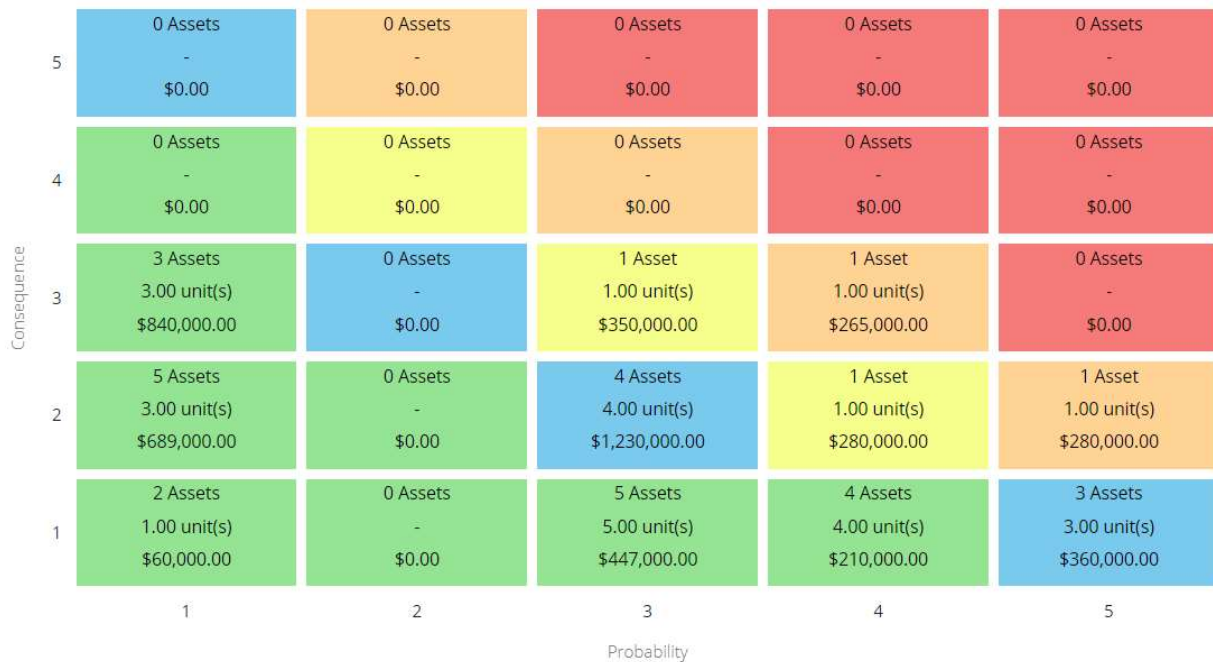 0 Assets 0 Assets 0 Assets 0 Assets 0 Assets
5 - - - - -
$0.00 $0.00 $0.00 $0.00 $0.00
0 Assets 0 Assets 0 Assets 0 Assets 0 Assets
4 - - - - -
$0.00 $0.00 $0.00 $0.00 $0.00
Consequence
3 Assets 0 Assets 1 Asset 1 Asset 0 Assets
3 3.00 unit(s) - 1.00 unit(s) 1.00 unit(s) -
$840,000.00 $0.00 $350,000.00 $265,000.00 $0.00
5 Assets 0 Assets 4 Assets 1 Asset 1 Asset
2 3.00 unit(s) - 4.00 unit(s) 1.00 unit(s) 1.00 unit(s)
$689,000.00 $0.00 $1,230,000.00 $280,000.00 $280,000.00
2 Assets 0 Assets 5 Assets 4 Assets 3 Assets
1 1.00 unit(s) - 5.00 unit(s) 4.00 unit(s) 3.00 unit(s)
$60,000.00 $0.00 $447,000.00 $210,000.00 $360,000.00
1 2 3 4 5
Probability